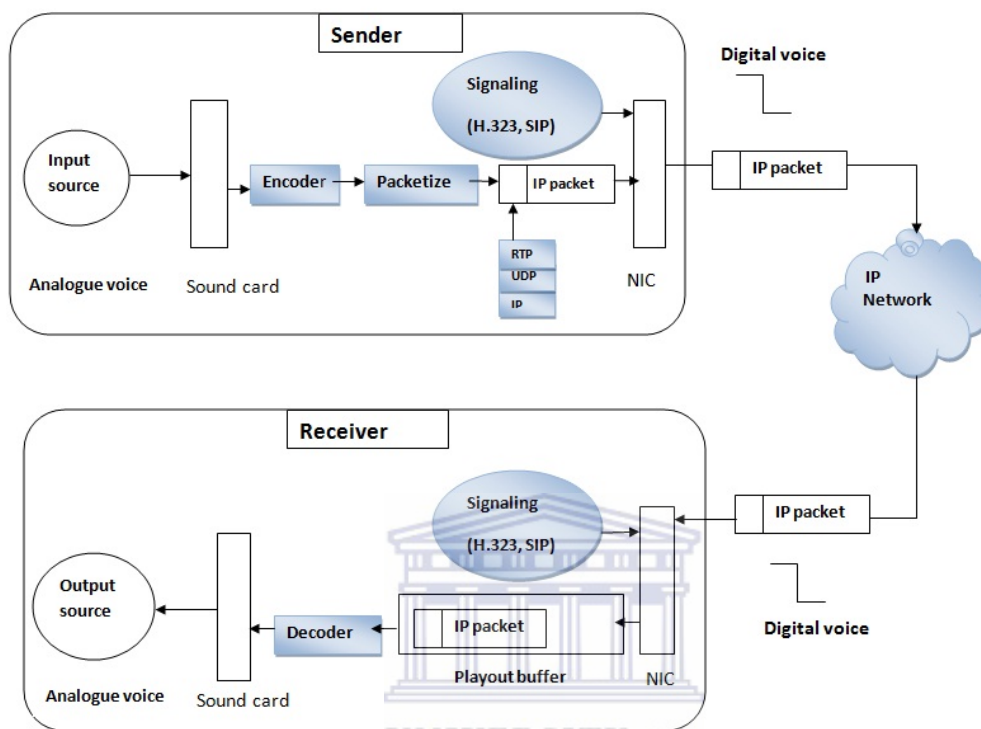 Sender
Digital voice
Signaling
(H.323, SIP)
Input
source
Encoder
Packetize
IP packet
IP packet
RTP
UDP
IP
Analogue voice
Sound card
NIC
IP
Network
Receiver
Signaling
(H.323, SIP)
IP packet
Output
source
Decoder
IP packet
Digital voice
Playout buffer
NIC
Analogue voice
Sound card